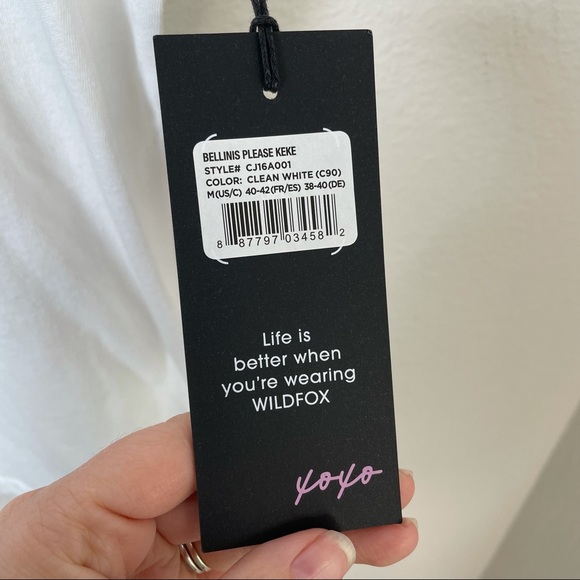 BELLINIS PLEASE KEKE
STYLE# CJ16A001
COLOR: CLEAN WHITE (C90)
M(US/C) 40-42(FR/ES) 38-40(DE)
8 87797 03458 2
Life is
better when
you're wearing
WILDFOX
xoxo